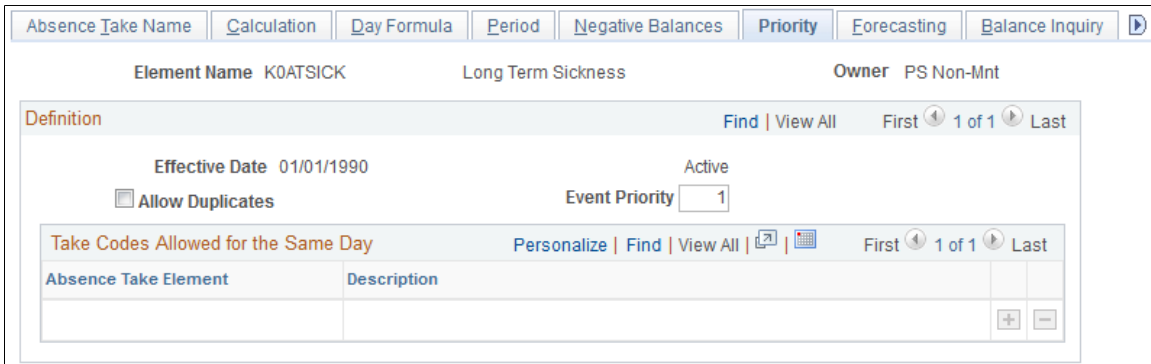 Absence Take Name Calculation Day Formula Period Negative Balances Priority Forecasting Balance Inquiry
Element Name K0ATSICK Long Term Sickness Owner PS Non-Mnt
Definition Find | View All First 1 of 1 Last
Effective Date 01/01/1990 Active
Allow Duplicates Event Priority 1
Take Codes Allowed for the Same Day Personalize | Find | View All | | First 1 of 1 Last
Absence Take Element Description